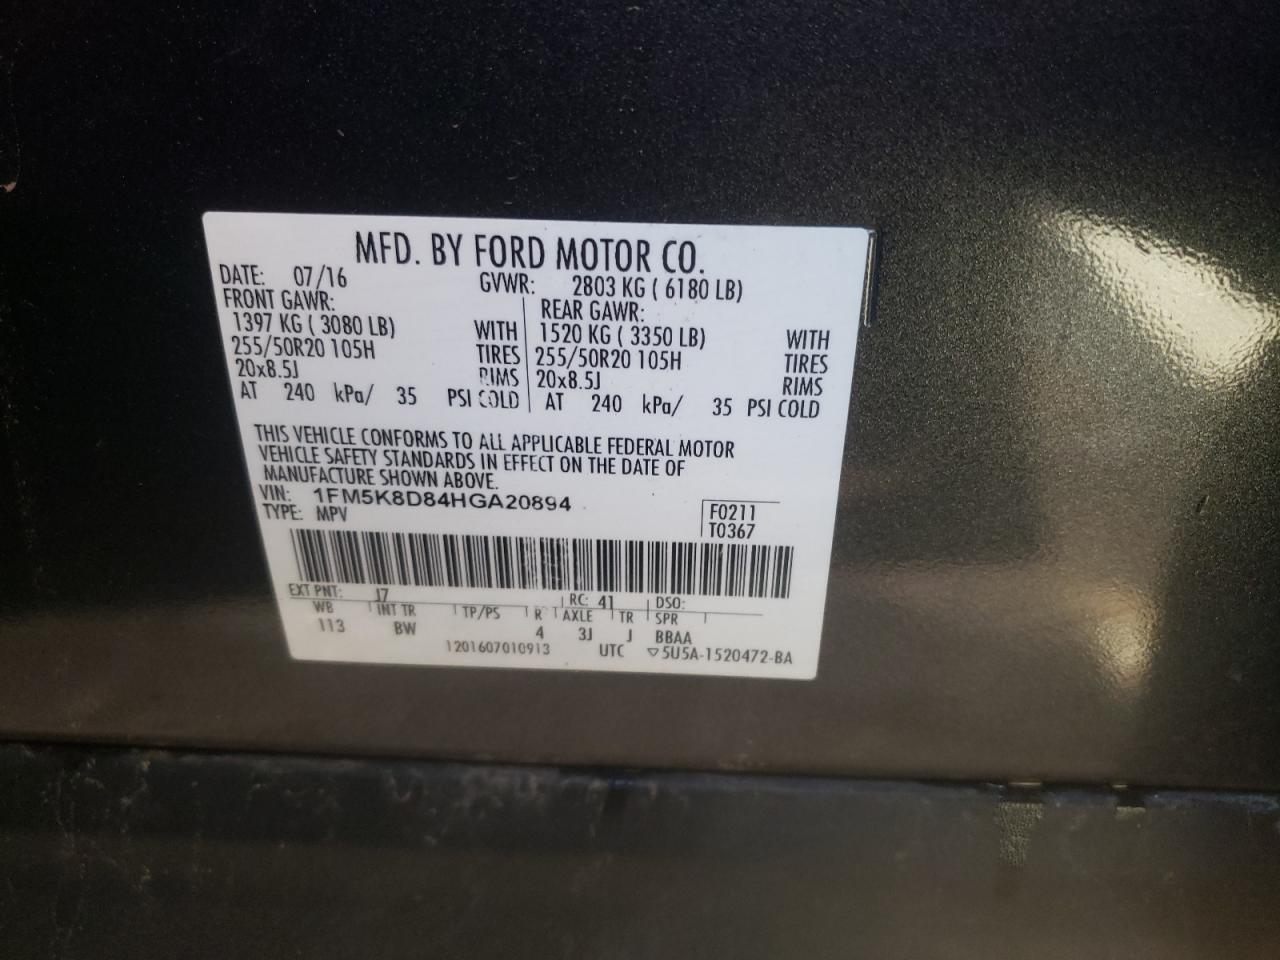 MFD. BY FORD MOTOR CO.
DATE: 07/16 GVWR: 2803 KG ( 6180 LB)
FRONT GAWR: REAR GAWR:
1397 KG ( 3080 LB) WITH 1520 KG ( 3350 LB) WITH
255/50R20 105H TIRES 255/50R20 105H TIRES
20x8.5J RIMS 20x8.5J RIMS
AT 240 kPa/ 35 PSI COLD AT 240 kPa/ 35 PSI COLD
THIS VEHICLE CONFORMS TO ALL APPLICABLE FEDERAL MOTOR
VEHICLE SAFETY STANDARDS IN EFFECT ON THE DATE OF
MANUFACTURE SHOWN ABOVE.
VIN: 1FM5K8D84HGA20894 F0211
TYPE: MPV T0367
EXT PNT: J7 RC: 41 DSO:
WB INT TR TP/PS R AXLE TR SPR
113 BW 4 3J J BBAA
1201607010913 UTC ▽5U5A-1520472-BA